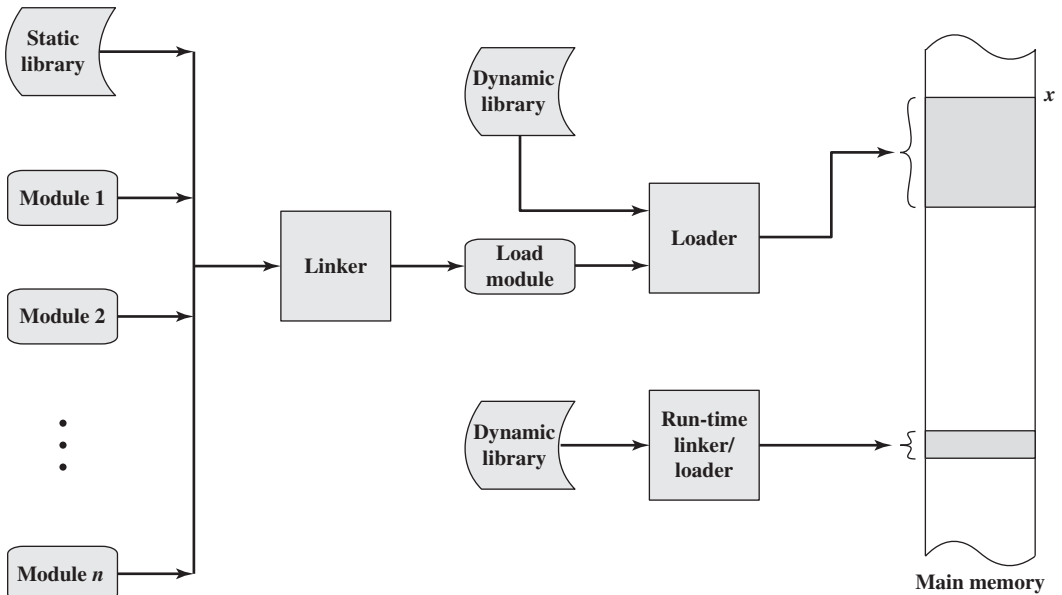 Static
library
Module 1
Module 2
Module n
Linker
Dynamic
library
Load
module
Loader
Dynamic
library
Run-time
linker/
loader
x
Main memory